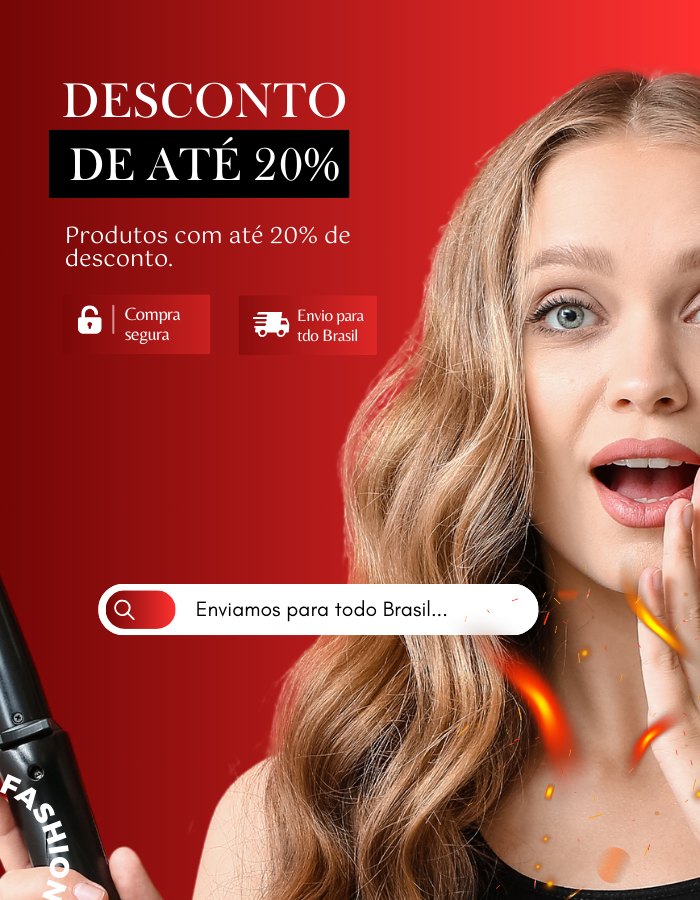 DESCONTO
DE ATÉ 20%
Produtos com até 20% de
desconto.
Compra
segura
Envio para
tdo Brasil
Enviamos para todo Brasil...
FASHION